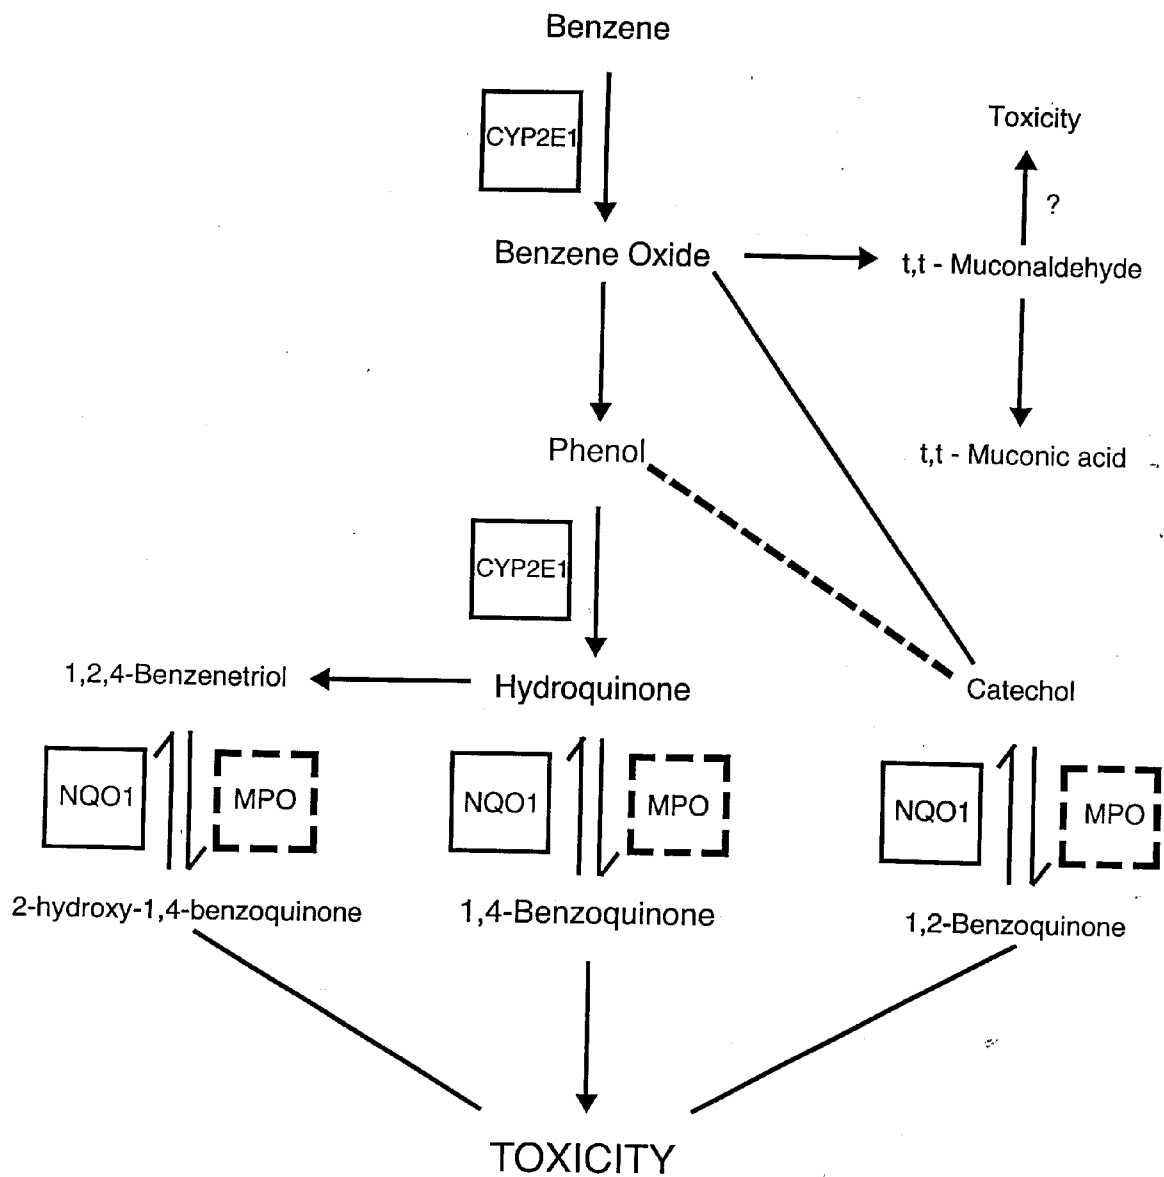 Benzene
CYP2E1
Toxicity
?
Benzene Oxide
t,t - Muconaldehyde
Phenol
t,t - Muconic acid
CYP2E1
1,2,4-Benzenetriol
Hydroquinone
Catechol
NQO1
MPO
NQO1
MPO
NQO1
MPO
2-hydroxy-1,4-benzoquinone
1,4-Benzoquinone
1,2-Benzoquinone
TOXICITY